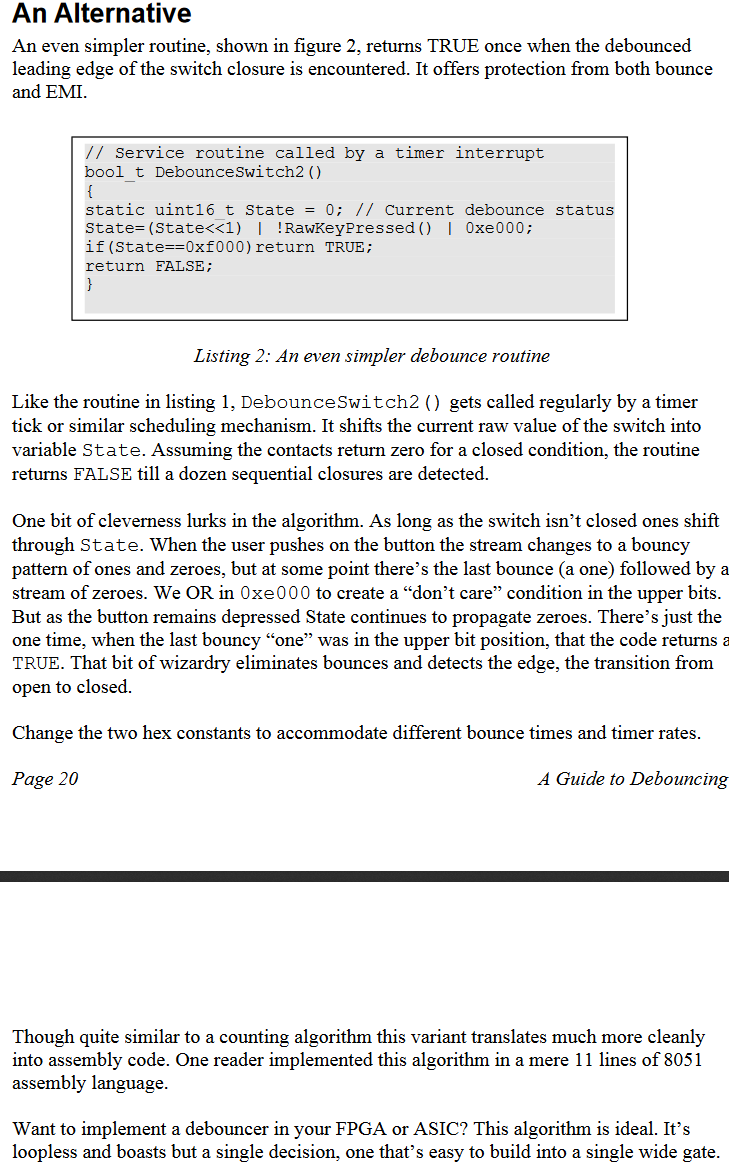 An Alternative
An even simpler routine, shown in figure 2, returns TRUE once when the debounced
leading edge of the switch closure is encountered. It offers protection from both bounce
and EMI.
// Service routine called by a timer interrupt
bool_t DebounceSwitch2()
{
static uint16_t State = 0; // Current debounce status
State=(State<<1) | !RawKeyPressed() | 0xe000;
if(State==0xf000)return TRUE;
return FALSE;
}
Listing 2: An even simpler debounce routine
Like the routine in listing 1, DebounceSwitch2() gets called regularly by a timer
tick or similar scheduling mechanism. It shifts the current raw value of the switch into
variable State. Assuming the contacts return zero for a closed condition, the routine
returns FALSE till a dozen sequential closures are detected.
One bit of cleverness lurks in the algorithm. As long as the switch isn’t closed ones shift
through State. When the user pushes on the button the stream changes to a bouncy
pattern of ones and zeroes, but at some point there’s the last bounce (a one) followed by a
stream of zeroes. We OR in 0xe000 to create a “don’t care” condition in the upper bits.
But as the button remains depressed State continues to propagate zeroes. There’s just the
one time, when the last bouncy “one” was in the upper bit position, that the code returns a
TRUE. That bit of wizardry eliminates bounces and detects the edge, the transition from
open to closed.
Change the two hex constants to accommodate different bounce times and timer rates.
Page 20 A Guide to Debouncing
Though quite similar to a counting algorithm this variant translates much more cleanly
into assembly code. One reader implemented this algorithm in a mere 11 lines of 8051
assembly language.
Want to implement a debouncer in your FPGA or ASIC? This algorithm is ideal. It’s
loopless and boasts but a single decision, one that’s easy to build into a single wide gate.